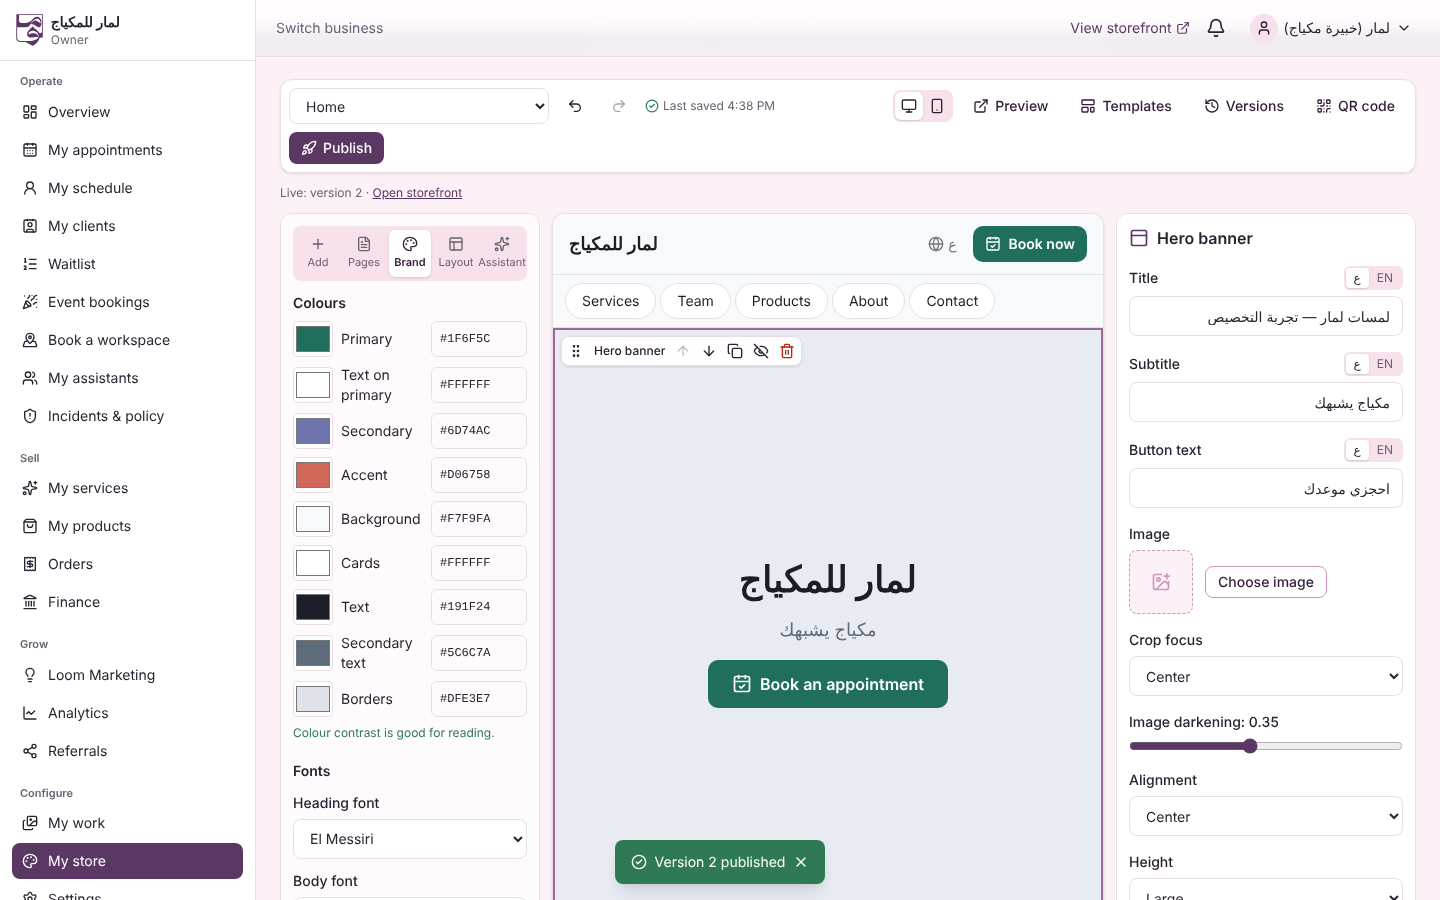 لمار للمكياج
Owner
Switch business
View storefront
لمار (خبيرة مكياج)
Operate
Overview
My appointments
My schedule
My clients
Waitlist
Event bookings
Book a workspace
My assistants
Incidents & policy
Sell
My services
My products
Orders
Finance
Grow
Loom Marketing
Analytics
Referrals
Configure
My work
My store
Settings
Home
Last saved 4:38 PM
Preview
Templates
Versions
QR code
Publish
Live: version 2 · Open storefront
Add
Pages
Brand
Layout
Assistant
Colours
Primary #1F6F5C
Text on
primary #FFFFFF
Secondary #6D74AC
Accent #D06758
Background #F7F9FA
Cards #FFFFFF
Text #191F24
Secondary
text #5C6C7A
Borders #DFE3E7
Colour contrast is good for reading.
Fonts
Heading font
El Messiri
Body font
لمار للمكياج
ع
Book now
Services
Team
Products
About
Contact
Hero banner
لمار للمكياج
مكياج يشبهك
Book an appointment
Version 2 published
Hero banner
Title
ع EN
لمسات لمار — تجربة التخصيص
Subtitle
ع EN
مكياج يشبهك
Button text
ع EN
احجزي موعدك
Image
Choose image
Crop focus
Center
Image darkening: 0.35
Alignment
Center
Height
Large